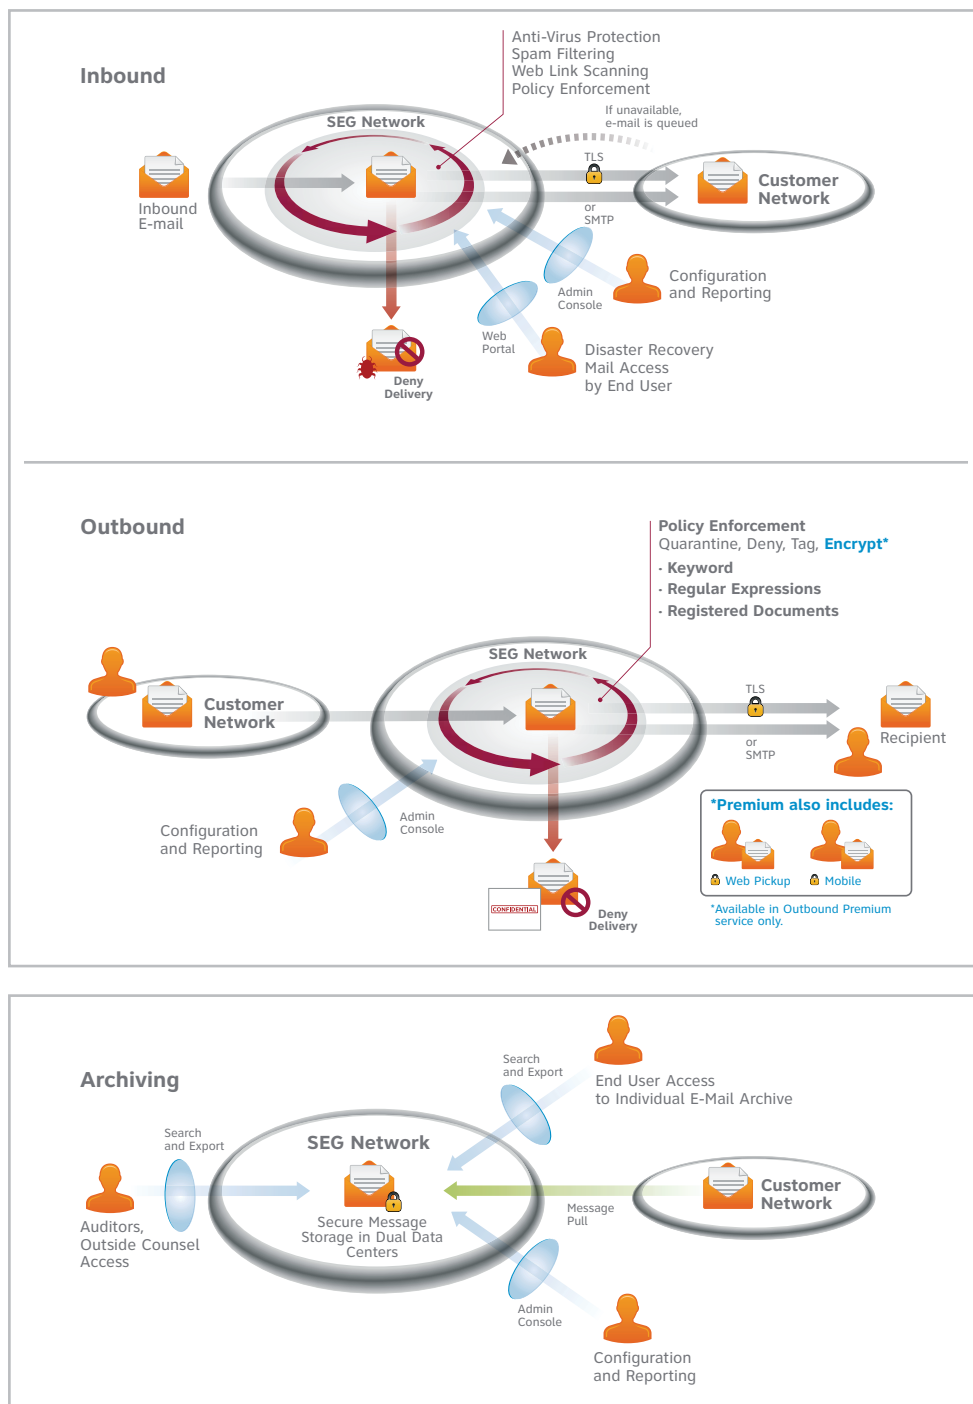 Inbound
Anti-Virus Protection
Spam Filtering
Web Link Scanning
Policy Enforcement
If unavailable,
e-mail is queued
SEG Network
TLS
or
SMTP
Customer
Network
Inbound
E-mail
Admin
Console
Configuration
and Reporting
Web
Portal
Disaster Recovery
Mail Access
by End User
Deny
Delivery
Outbound
Policy Enforcement
Quarantine, Deny, Tag, Encrypt*
· Keyword
· Regular Expressions
· Registered Documents
SEG Network
Customer
Network
TLS
or
SMTP
Recipient
Configuration
and Reporting
Admin
Console
*Premium also includes:
Web Pickup
Mobile
*Available in Outbound Premium
service only.
CONFIDENTIAL
Deny
Delivery
Archiving
Search
and Export
End User Access
to Individual E-Mail Archive
Search
and Export
SEG Network
Secure Message
Storage in Dual Data
Centers
Auditors,
Outside Counsel
Access
Message
Pull
Customer
Network
Admin
Console
Configuration
and Reporting